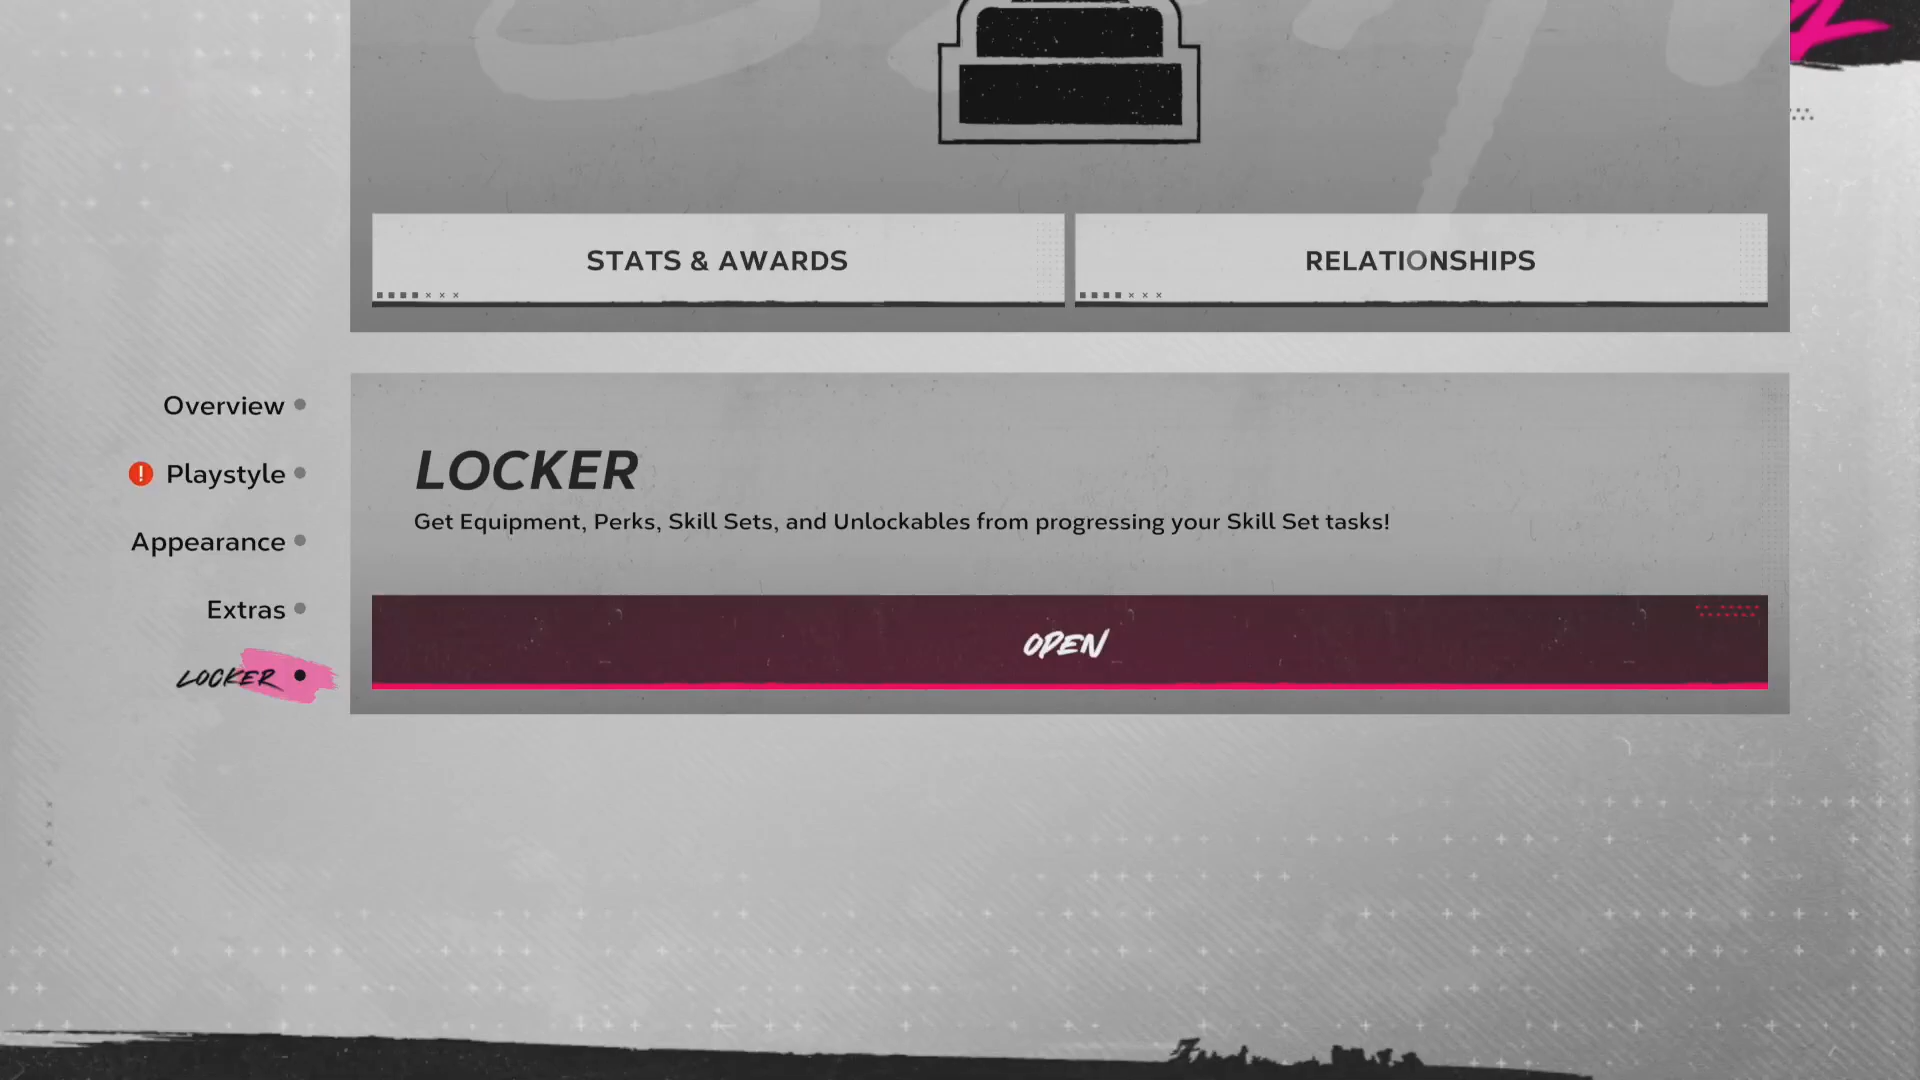 STATS & AWARDS
RELATIONSHIPS
Overview
! Playstyle
Appearance
Extras
LOCKER
LOCKER
Get Equipment, Perks, Skill Sets, and Unlockables from progressing your Skill Set tasks!
OPEN